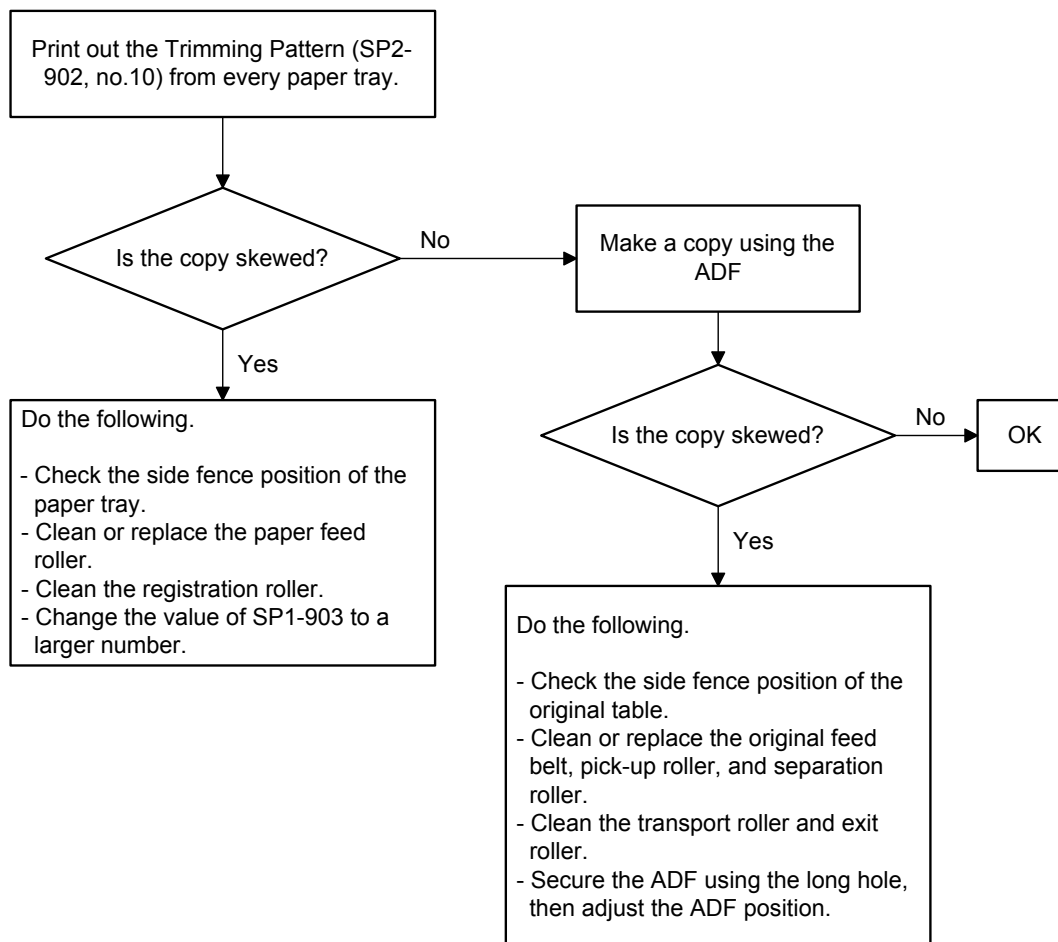 Print out the Trimming Pattern (SP2-
902, no.10) from every paper tray.
Is the copy skewed?
No
Make a copy using the
ADF
Yes
Do the following.
- Check the side fence position of the
paper tray.
- Clean or replace the paper feed
roller.
- Clean the registration roller.
- Change the value of SP1-903 to a
larger number.
Is the copy skewed?
No
OK
Yes
Do the following.
- Check the side fence position of the
original table.
- Clean or replace the original feed
belt, pick-up roller, and separation
roller.
- Clean the transport roller and exit
roller.
- Secure the ADF using the long hole,
then adjust the ADF position.